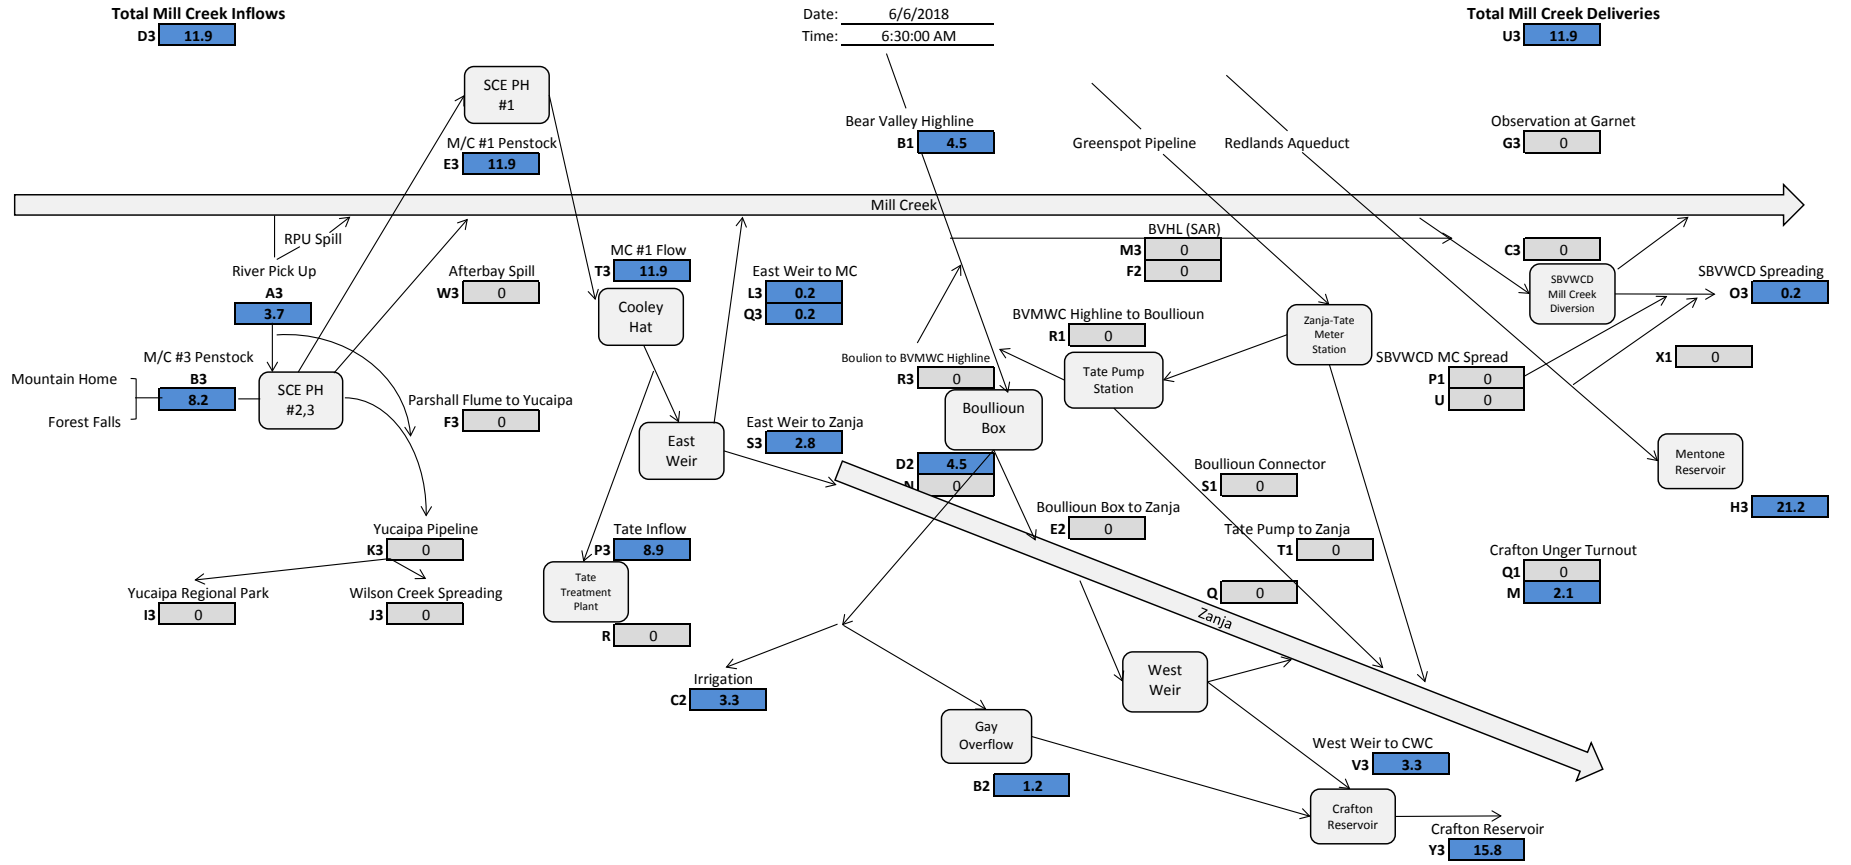 Total Mill Creek Inflows
D3 11.9
Date: 6/6/2018
Time: 6:30:00 AM
Total Mill Creek Deliveries
U3 11.9
SCE PH
#1
M/C #1 Penstock
E3 11.9
Bear Valley Highline
B1 4.5
Greenspot Pipeline
Redlands Aqueduct
Observation at Garnet
G3 0
Mill Creek
RPU Spill
River Pick Up
A3
3.7
Afterbay Spill
W3 0
MC #1 Flow
T3 11.9
Cooley
Hat
East Weir to MC
L3 0.2
Q3 0.2
BVHL (SAR)
M3 0
F2 0
C3 0
SBVWCD
Mill Creek
Diversion
SBVWCD Spreading
O3 0.2
BVMWC Highline to Boullioun
R1 0
Zanja-Tate
Meter
Station
Boulion to BVMWC Highline
R3 0
Tate Pump
Station
SBVWCD MC Spread
P1 0
U 0
X1 0
M/C #3 Penstock
B3
8.2
Mountain Home
Forest Falls
SCE PH
#2,3
Parshall Flume to Yucaipa
F3 0
East
Weir
East Weir to Zanja
S3 2.8
Boullioun
Box
D2 4.5
N 0
Boullioun Connector
S1 0
Mentone
Reservoir
H3 21.2
Boullioun Box to Zanja
E2 0
Tate Pump to Zanja
T1 0
Yucaipa Pipeline
K3 0
Tate Inflow
P3 8.9
Tate
Treatment
Plant
R 0
Crafton Unger Turnout
Q1 0
M 2.1
Yucaipa Regional Park
I3 0
Wilson Creek Spreading
J3 0
Q 0
Zanja
Irrigation
C2 3.3
West
Weir
Gay
Overflow
B2 1.2
West Weir to CWC
V3 3.3
Crafton
Reservoir
Crafton Reservoir
Y3 15.8